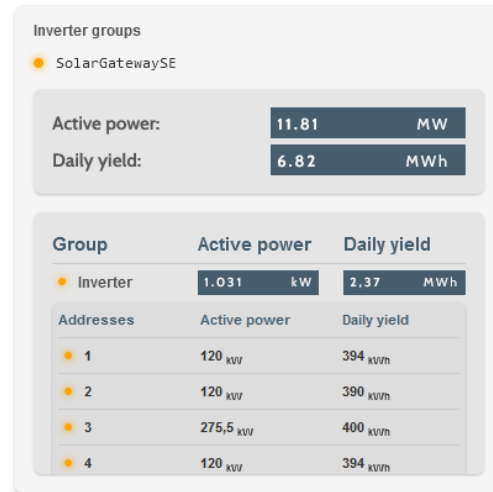 Inverter groups
SolarGatewaySE
Active power: 11.81 MW
Daily yield: 6.82 MWh
Group Active power Daily yield
Inverter 1.031 kW 2,37 MWh
Addresses Active power Daily yield
1 120 kW 394 kWh
2 120 kW 390 kWh
3 275,5 kW 400 kWh
4 120 kW 394 kWh